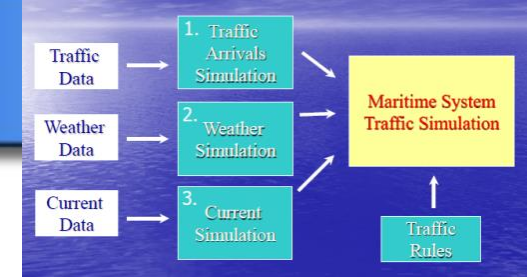 Traffic
Data
1. Traffic
Arrivals
Simulation
Weather
Data
2.
Weather
Simulation
Current
Data
3.
Current
Simulation
Maritime System
Traffic Simulation
Traffic
Rules